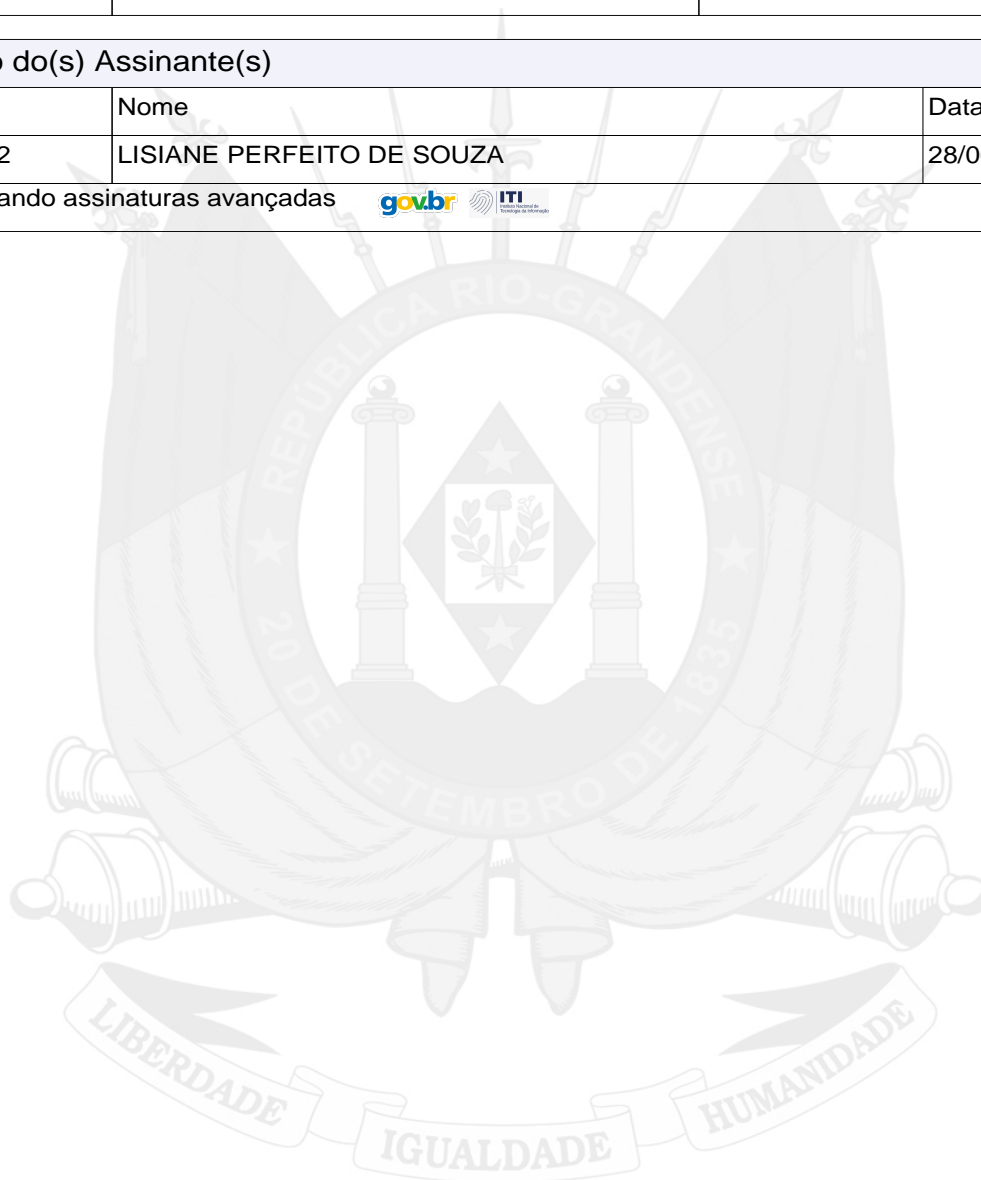 o do(s) Assinante(s)
Nome Data
2 LISIANE PERFEITO DE SOUZA 28/0
ando assinaturas avançadas gov.br ITI
REPÚBLICA RIO-GRANDENSE
20 DE SETEMBRO DE 1835
LIBERDADE IGUALDADE HUMANIDADE